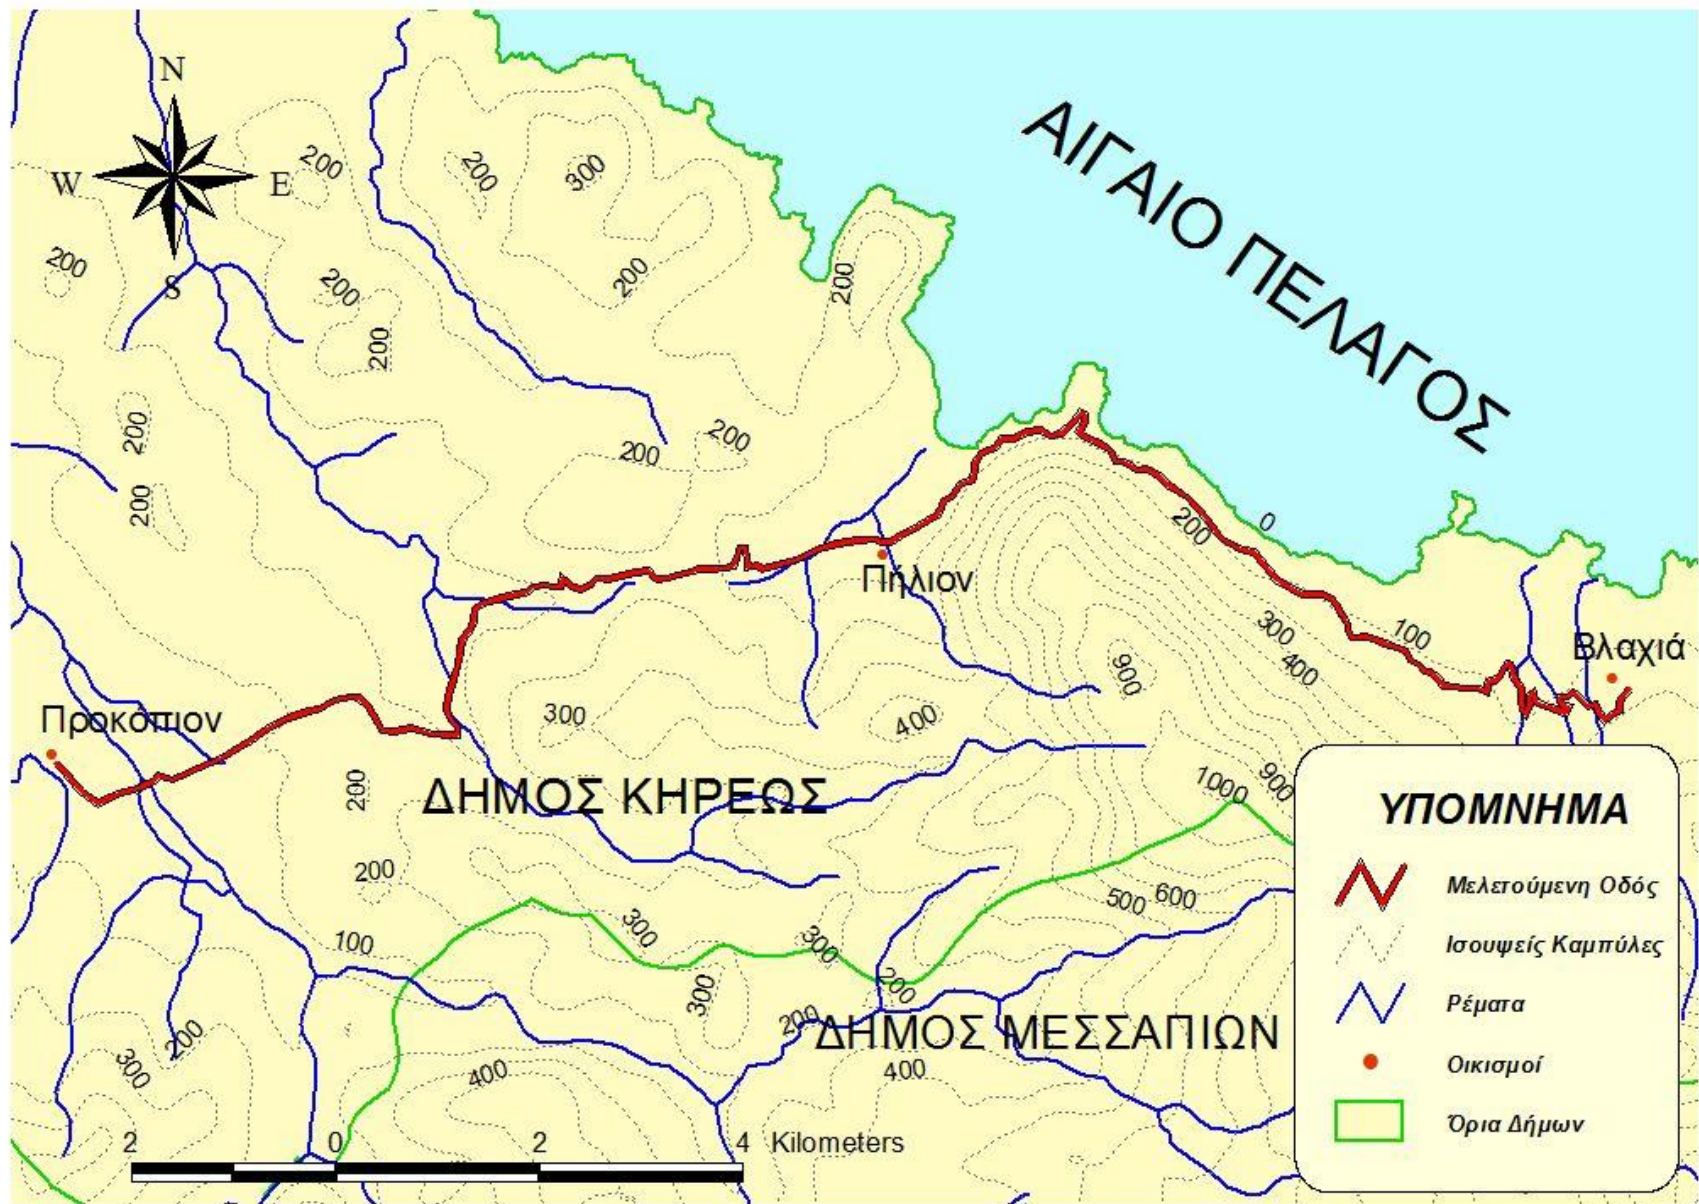 N
W
E
S
200
200
300
200
200
200
200
200
200
200
200
200
200
ΑΙΓΑΙΟ ΠΕΛΑΓΟΣ
200
0
Πήλιον
300
400
100
Βλαχιά
900
Προκόπιον
300
400
200
ΔΗΜΟΣ ΚΗΡΕΩΣ
1000
900
200
500
600
100
300
300
300
200
200
ΔΗΜΟΣ ΜΕΣΣΑΠΙΩΝ
200
300
400
400
2 0 2 4 Kilometers
ΥΠΟΜΝΗΜΑ
Μελετούμενη Οδός
Ισουψείς Καμπύλες
Ρέματα
Οικισμοί
Όρια Δήμων